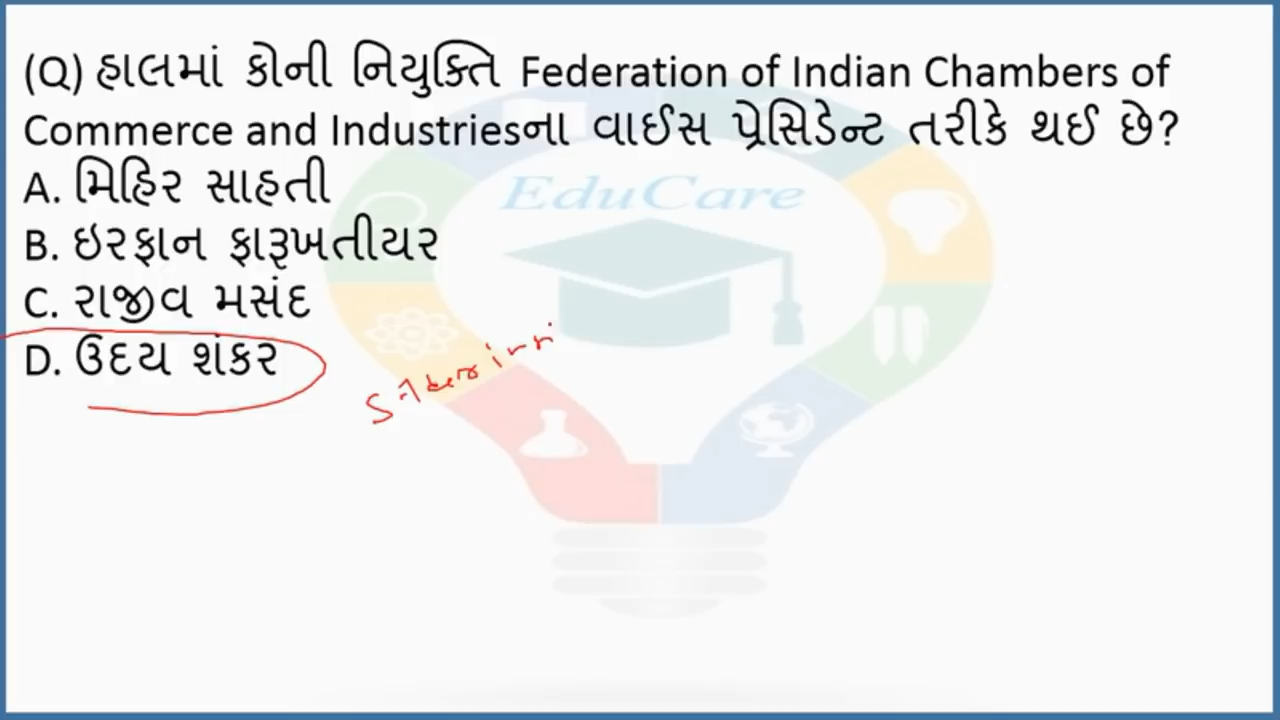 (Q) હાલમાં કોની નિયુક્તિ Federation of Indian Chambers of
Commerce and Industriesના વાઈસ પ્રેસિડેન્ટ તરીકે થઈ છે?
EduCare
A. મિહિર સાહતી
B. ઇરફાન ફારૂખતીયર
C. રાજીવ મસંદ
D. ઉદય શંકર